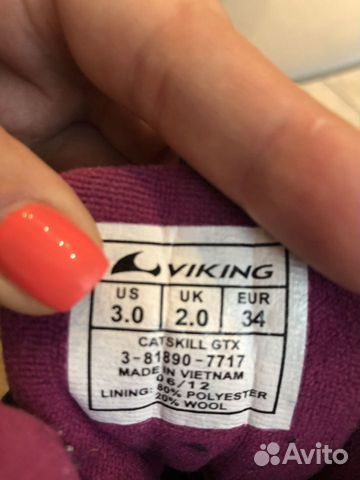 VIKING
US UK EUR
3.0 2.0 34
CATSKILL GTX
3-81890-7717
MADE IN VIETNAM
06/12
LINING: 80% POLYESTER
20% WOOL
Avito